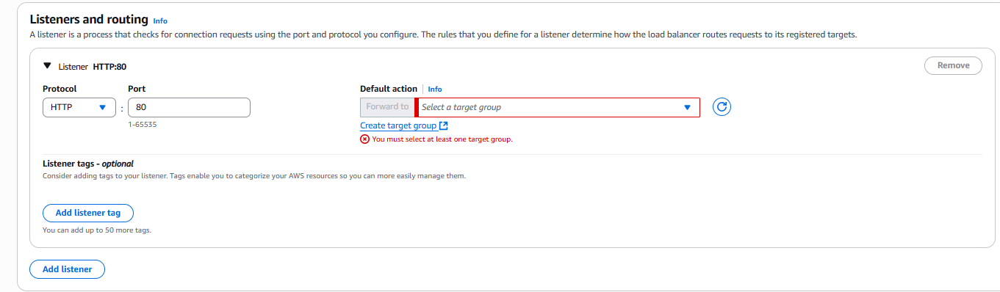 Listeners and routing Info
A listener is a process that checks for connection requests using the port and protocol you configure. The rules that you define for a listener determine how the load balancer routes requests to its registered targets.
Listener HTTP:80
Remove
Protocol
Port
Default action Info
HTTP
:
80
Forward to
Select a target group
1-65535
Create target group
You must select at least one target group.
Listener tags - optional
Consider adding tags to your listener. Tags enable you to categorize your AWS resources so you can more easily manage them.
Add listener tag
You can add up to 50 more tags.
Add listener